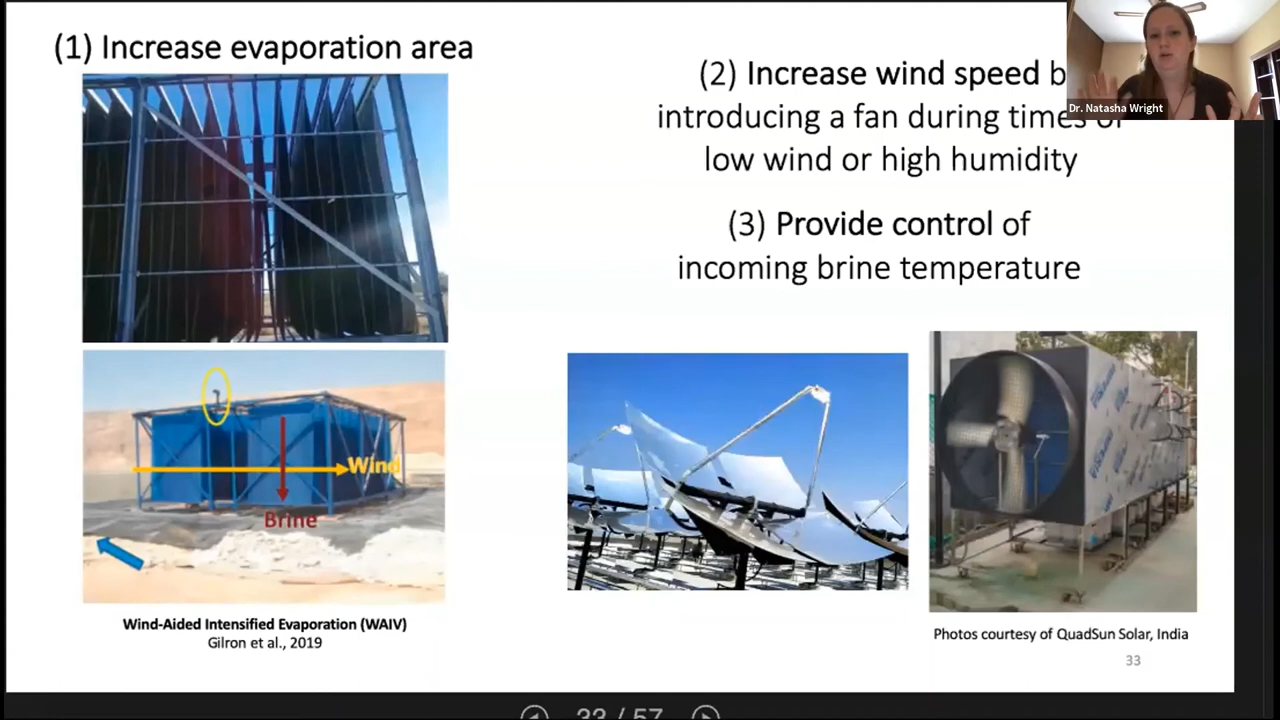 (1) Increase evaporation area
(2) Increase wind speed b
introducing a fan during times of
low wind or high humidity
(3) Provide control of
incoming brine temperature
Dr. Natasha Wright
Wind
Brine
Wind-Aided Intensified Evaporation (WAIV)
Gilron et al., 2019
Photos courtesy of QuadSun Solar, India
33
33 / 57